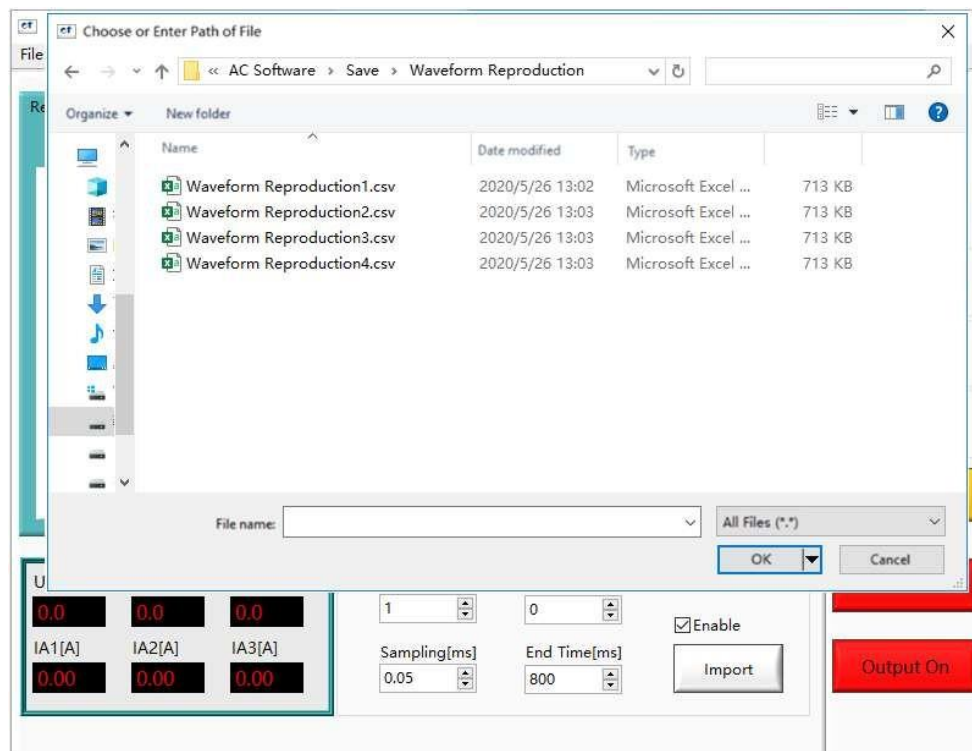 Choose or Enter Path of File
File
« AC Software › Save › Waveform Reproduction
Re
Organize
New folder
Name Date modified Type
Waveform Reproduction1.csv 2020/5/26 13:02 Microsoft Excel ... 713 KB
Waveform Reproduction2.csv 2020/5/26 13:03 Microsoft Excel ... 713 KB
Waveform Reproduction3.csv 2020/5/26 13:03 Microsoft Excel ... 713 KB
Waveform Reproduction4.csv 2020/5/26 13:03 Microsoft Excel ... 713 KB
File name: All Files (*.*)
OK Cancel
U
0.0 0.0 0.0
IA1[A] IA2[A] IA3[A]
0.00 0.00 0.00
1 0
Enable
Sampling[ms] End Time[ms]
0.05 800
Import
Output On